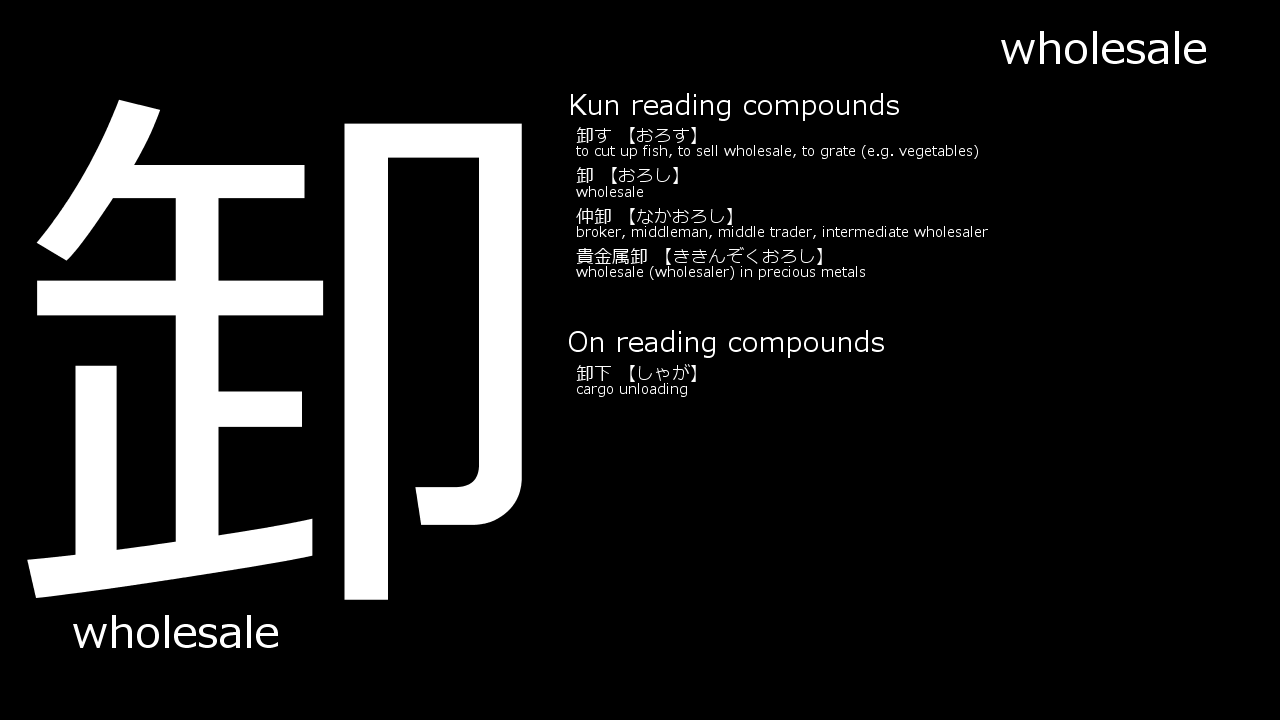 wholesale
卸
wholesale
Kun reading compounds
卸す 【おろす】
to cut up fish, to sell wholesale, to grate (e.g. vegetables)
卸 【おろし】
wholesale
仲卸 【なかおろし】
broker, middleman, middle trader, intermediate wholesaler
貴金属卸 【ききんぞくおろし】
wholesale (wholesaler) in precious metals
On reading compounds
卸下 【しゃが】
cargo unloading